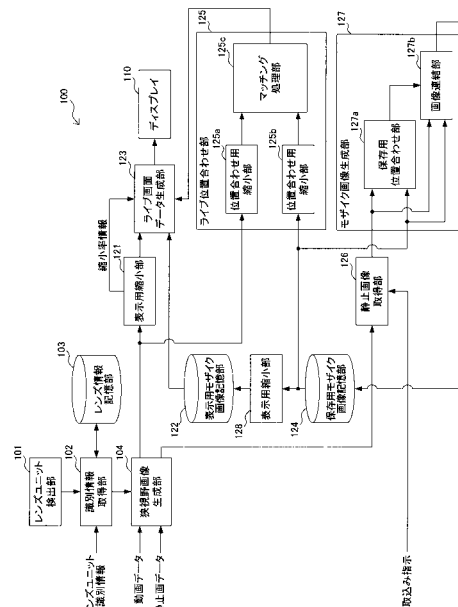 100
101
レンズユニット
検出部
102
識別情報
取得部
103
レンズ情報
記憶部
104
狭視野画像
生成部
レンズユニット
識別情報
動画データ
静止画データ
縮小率情報
121
表示用縮小部
123
ライブ画面
データ生成部
110
ディスプレイ
122
表示用モザイク
画像記憶部
128
表示用縮小部
124
保存用モザイク
画像記憶部
125
ライブ位置合わせ部
125a
位置合わせ用
縮小部
125b
位置合わせ用
縮小部
125c
マッチング
処理部
126
静止画像
取得部
取込み指示
127
モザイク画像生成部
127a
保存用
位置合わせ部
127b
画像連結部